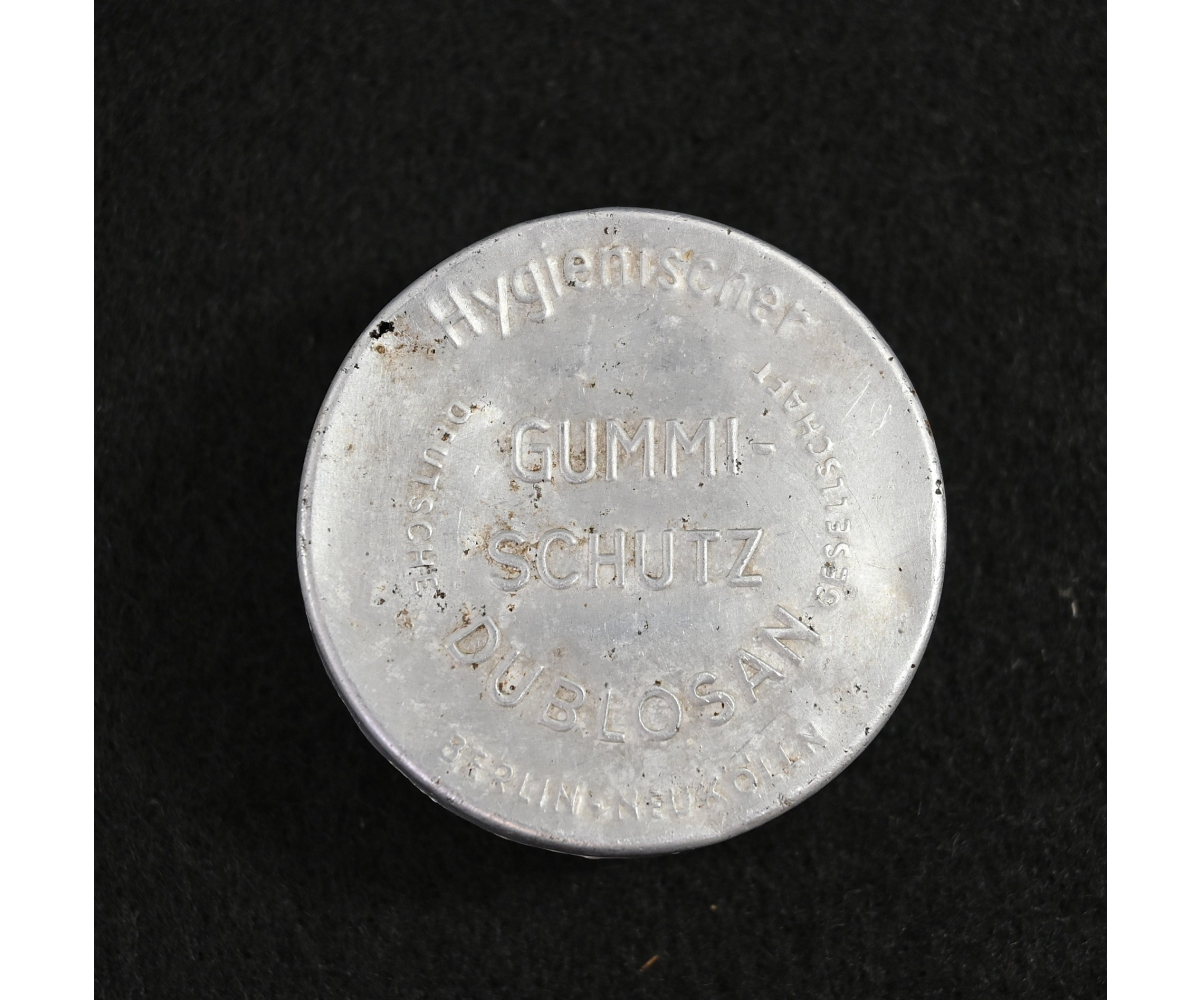 Hygienischer
GUMMI-
SCHUTZ
DEUTSCHE
DUBLOSAN
GESELLSCHAFT
BERLIN-NEUKÖLLN